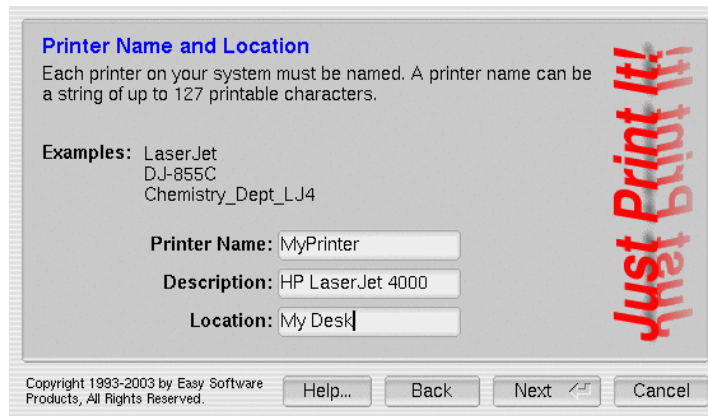 Printer Name and Location
Each printer on your system must be named. A printer name can be
a string of up to 127 printable characters.
Examples: LaserJet
DJ-855C
Chemistry_Dept_LJ4
Printer Name: MyPrinter
Description: HP LaserJet 4000
Location: My Desk
Just Print It!
Copyright 1993-2003 by Easy Software
Products, All Rights Reserved.
Help... Back Next Cancel